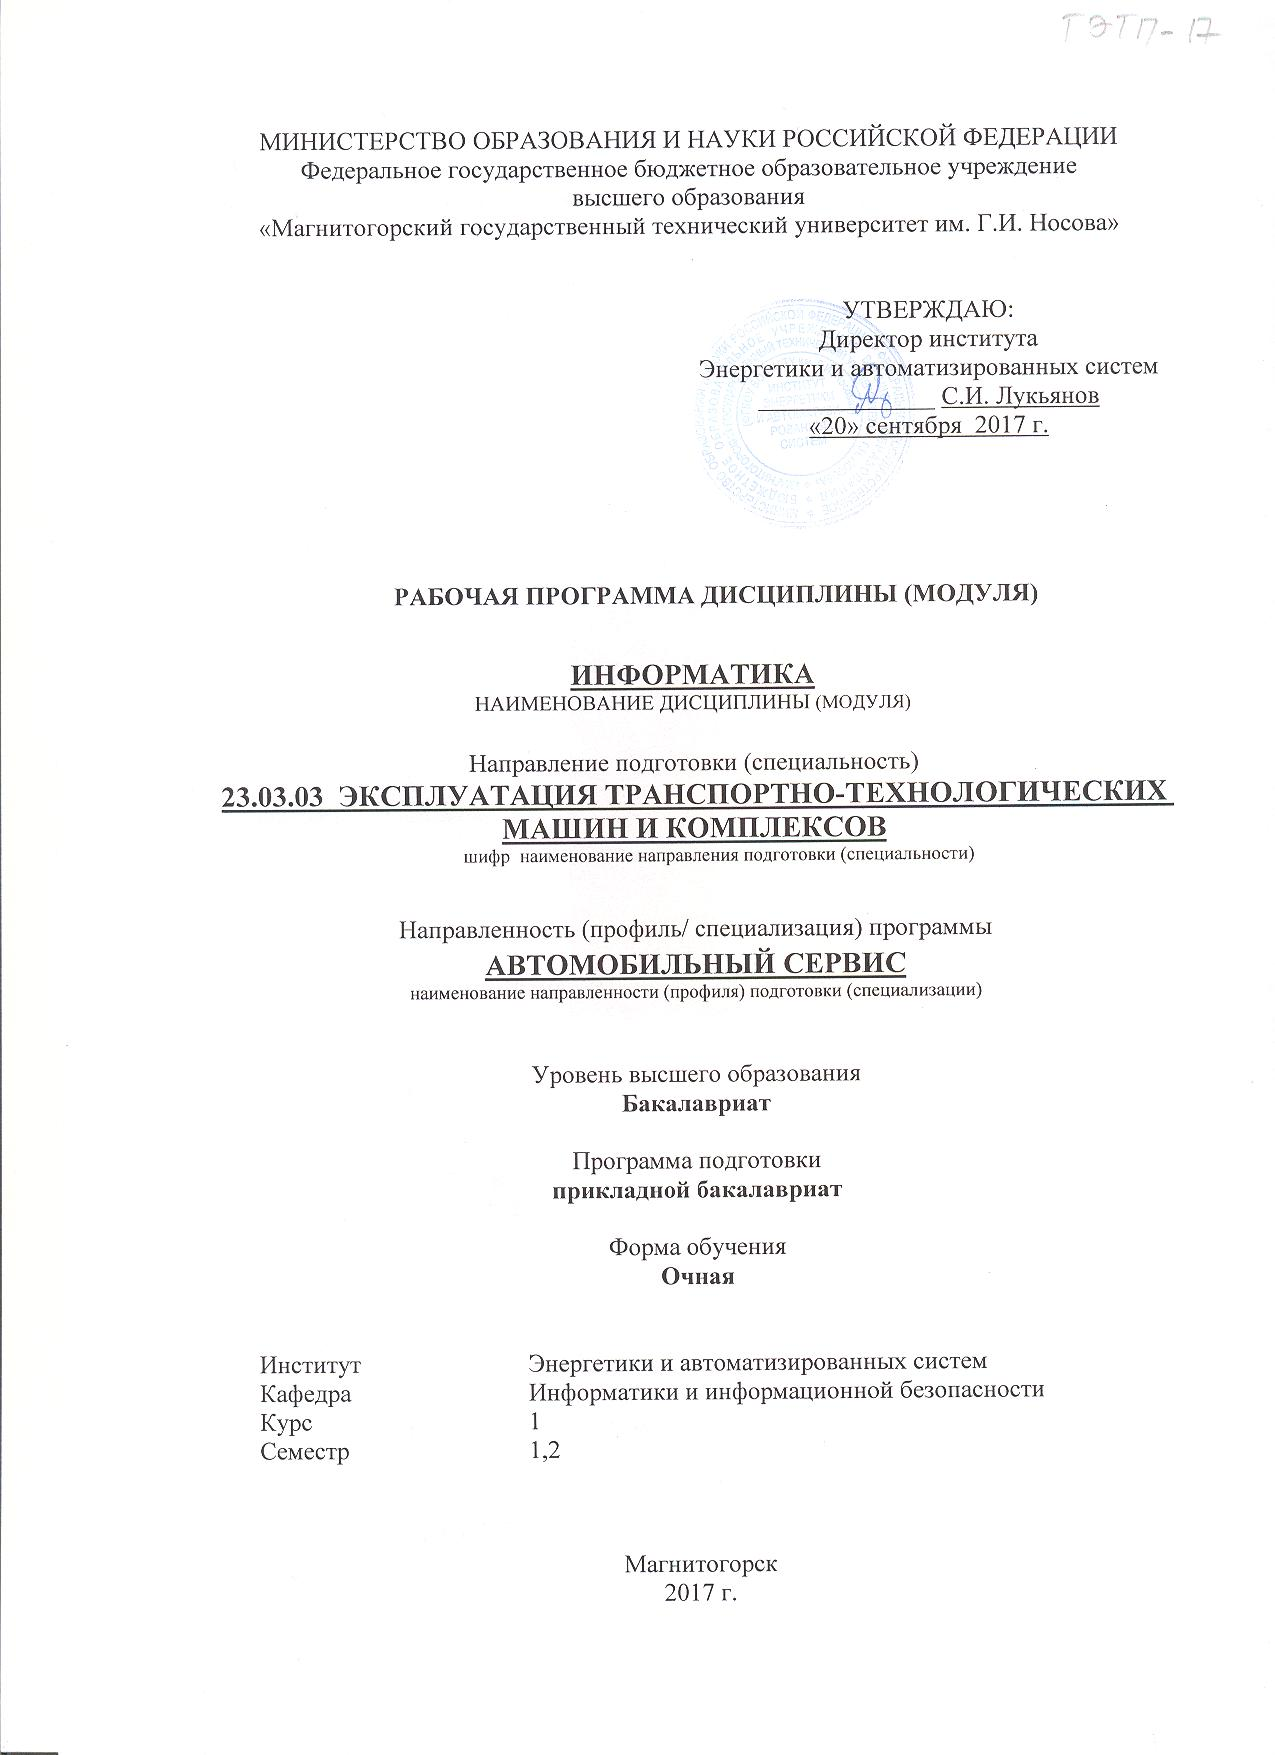 ТЭТП-17
МИНИСТЕРСТВО ОБРАЗОВАНИЯ И НАУКИ РОССИЙСКОЙ ФЕДЕРАЦИИ
Федеральное государственное бюджетное образовательное учреждение
высшего образования
«Магнитогорский государственный технический университет им. Г.И. Носова»
УТВЕРЖДАЮ:
Директор института
Энергетики и автоматизированных систем
С.И. Лукьянов
«20» сентября 2017 г.
РАБОЧАЯ ПРОГРАММА ДИСЦИПЛИНЫ (МОДУЛЯ)
ИНФОРМАТИКА
НАИМЕНОВАНИЕ ДИСЦИПЛИНЫ (МОДУЛЯ)
Направление подготовки (специальность)
23.03.03 ЭКСПЛУАТАЦИЯ ТРАНСПОРТНО-ТЕХНОЛОГИЧЕСКИХ
МАШИН И КОМПЛЕКСОВ
шифр наименование направления подготовки (специальности)
Направленность (профиль/ специализация) программы
АВТОМОБИЛЬНЫЙ СЕРВИС
наименование направленности (профиля) подготовки (специализации)
Уровень высшего образования
Бакалавриат
Программа подготовки
прикладной бакалавриат
Форма обучения
Очная
Институт Энергетики и автоматизированных систем
Кафедра Информатики и информационной безопасности
Курс 1
Семестр 1,2
Магнитогорск
2017 г.